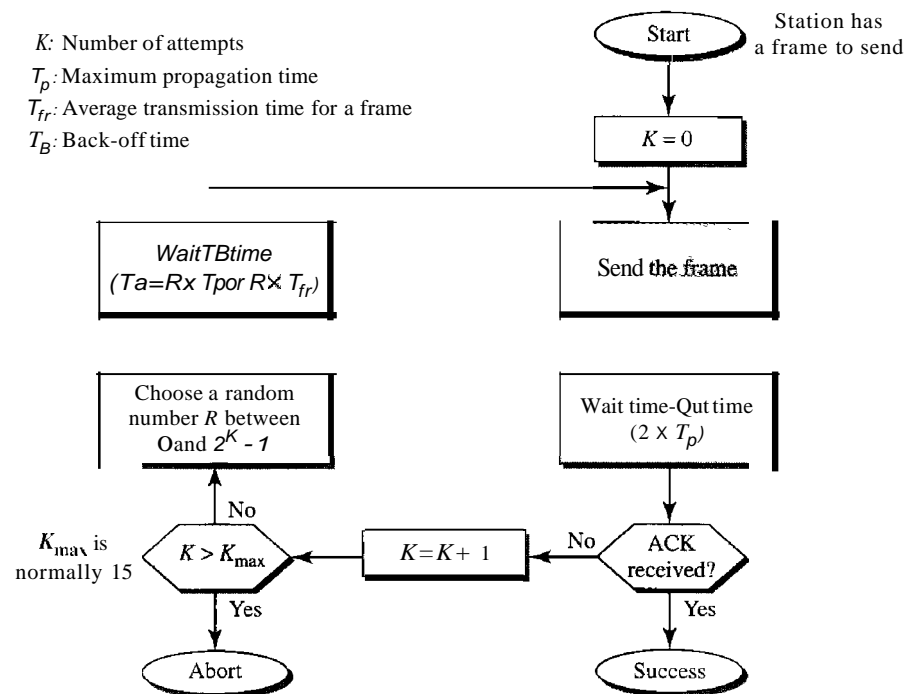 K: Number of attempts
Tp: Maximum propagation time
Tfr: Average transmission time for a frame
TB: Back-off time
Start
Station has
a frame to send
K = 0
WaitTBtime
(Ta=Rx Tpor R× Tfr)
Send the frame
Choose a random
number R between
Oand 2^K - 1
Wait time-Qut time
(2 × Tp)
Kmax is
normally 15
No
K > Kmax
Yes
Abort
K = K + 1
No
ACK
received?
Yes
Success